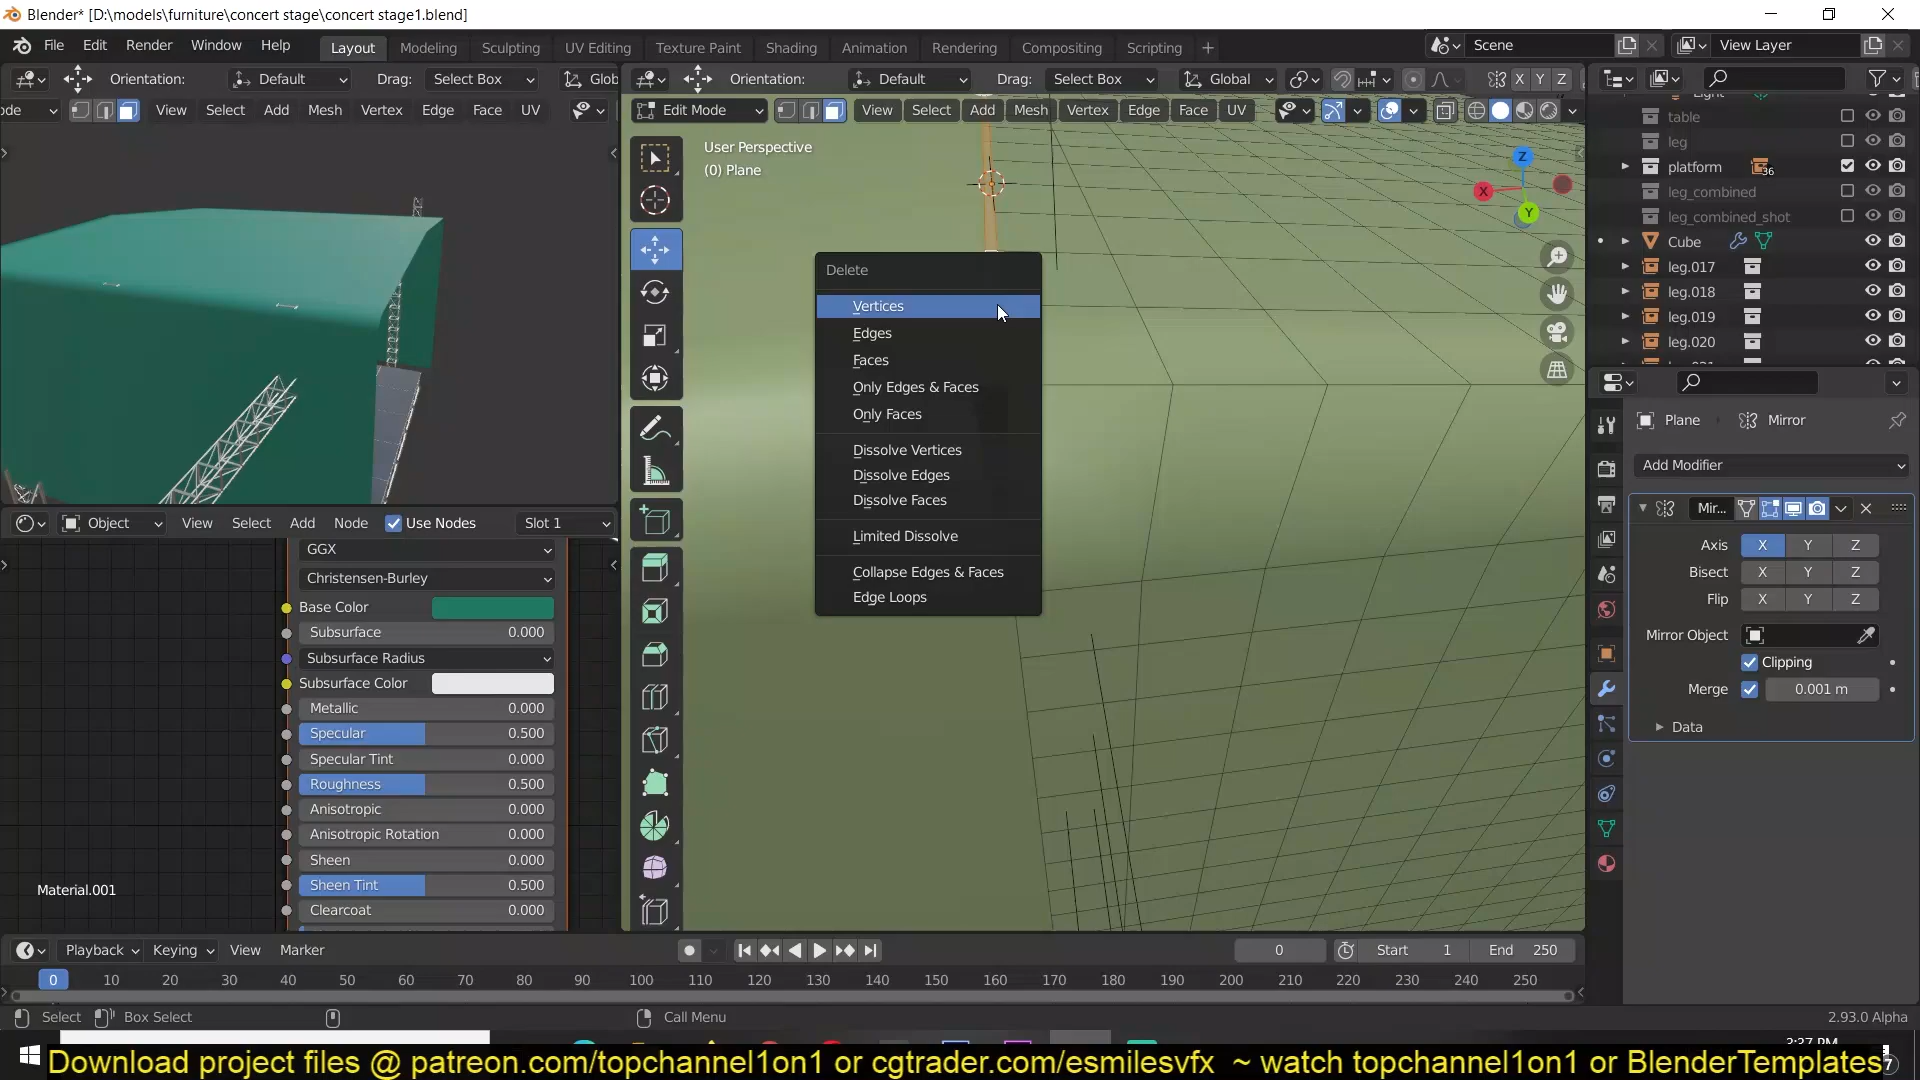 Blender* [D:\models\furniture\concert stage\concert stage1.blend]
File Edit Render Window Help Layout Modeling Sculpting UV Editing Texture Paint Shading Animation Rendering Compositing Scripting + Scene View Layer
Orientation: Default Drag: Select Box Glob Orientation: Default Drag: Select Box Global X Y Z
ode View Select Add Mesh Vertex Edge Face UV Edit Mode View Select Add Mesh Vertex Edge Face UV
User Perspective
(0) Plane
Z
X
Y
table
leg
platform 36
leg_combined
leg_combined_shot
Cube
leg.017
leg.018
leg.019
leg.020
Delete
Vertices
Edges
Faces
Only Edges & Faces
Only Faces
Dissolve Vertices
Dissolve Edges
Dissolve Faces
Limited Dissolve
Collapse Edges & Faces
Edge Loops
Plane Mirror
Add Modifier
Mir...
Axis X Y Z
Bisect X Y Z
Flip X Y Z
Mirror Object
Clipping
Merge 0.001 m
Data
Object View Select Add Node Use Nodes Slot 1
GGX
Christensen-Burley
Base Color
Subsurface 0.000
Subsurface Radius
Subsurface Color
Metallic 0.000
Specular 0.500
Specular Tint 0.000
Roughness 0.500
Anisotropic 0.000
Anisotropic Rotation 0.000
Sheen 0.000
Sheen Tint 0.500
Clearcoat 0.000
Material.001
Playback Keying View Marker 0 Start 1 End 250
0 10 20 30 40 50 60 70 80 90 100 110 120 130 140 150 160 170 180 190 200 210 220 230 240 250
Select Box Select Call Menu 2.93.0 Alpha
Download project files @ patreon.com/topchannel1on1 or cgtrader.com/esmilesvfx ~ watch topchannel1on1 or BlenderTemplates